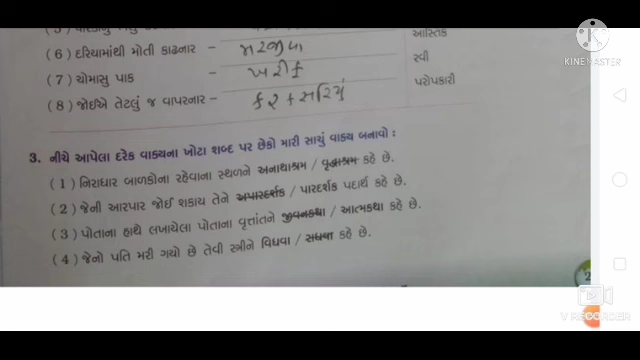 (6) દરિયામાંથી મોતી કાઢનાર – મરજીવા
(7) ચોમાસુ પાક – ખરીફ
(8) જોઈએ તેટલું જ વાપરનાર – કરકસરિયું
આસ્તિક
રવી
પરોપકારી
3. નીચે આપેલા દરેક વાક્યના ખોટા શબ્દ પર છેકો મારી સાચું વાક્ય બનાવો :
(1) નિરાધાર બાળકોના રહેવાના સ્થળને અનાથાશ્રમ / વૃદ્ધાશ્રમ કહે છે.
(2) જેની આરપાર જોઈ શકાય તેને અપારદર્શક / પારદર્શક પદાર્થ કહે છે.
(3) પોતાના હાથે લખાયેલા પોતાના વૃત્તાંતને જીવનકથા / આત્મકથા કહે છે.
(4) જેનો પતિ મરી ગયો છે તેવી સ્ત્રીને વિધવા / સધવા કહે છે.
2
KINEMASTER
V RECORDER